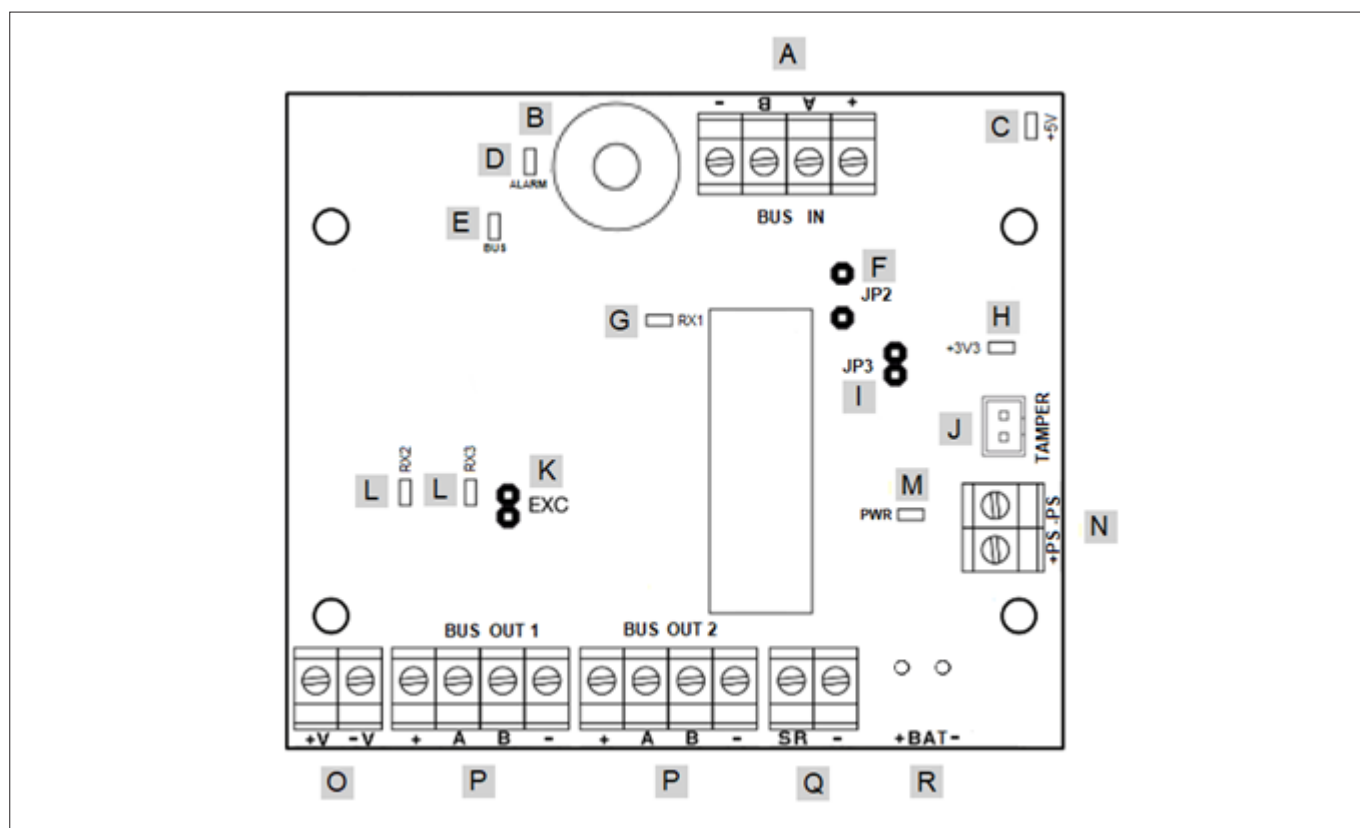 A
- B A +
B
C
+5V
D
ALARM
BUS IN
E
BUS
F
JP2
G
RX1
H
+3V3
JP3
I
J
TAMPER
K
EXC
L
RX2
L
RX3
M
PWR
N
+PS -PS
BUS OUT 1
BUS OUT 2
+V -V
+ A B -
+ A B -
SR -
+BAT-
O
P
P
Q
R